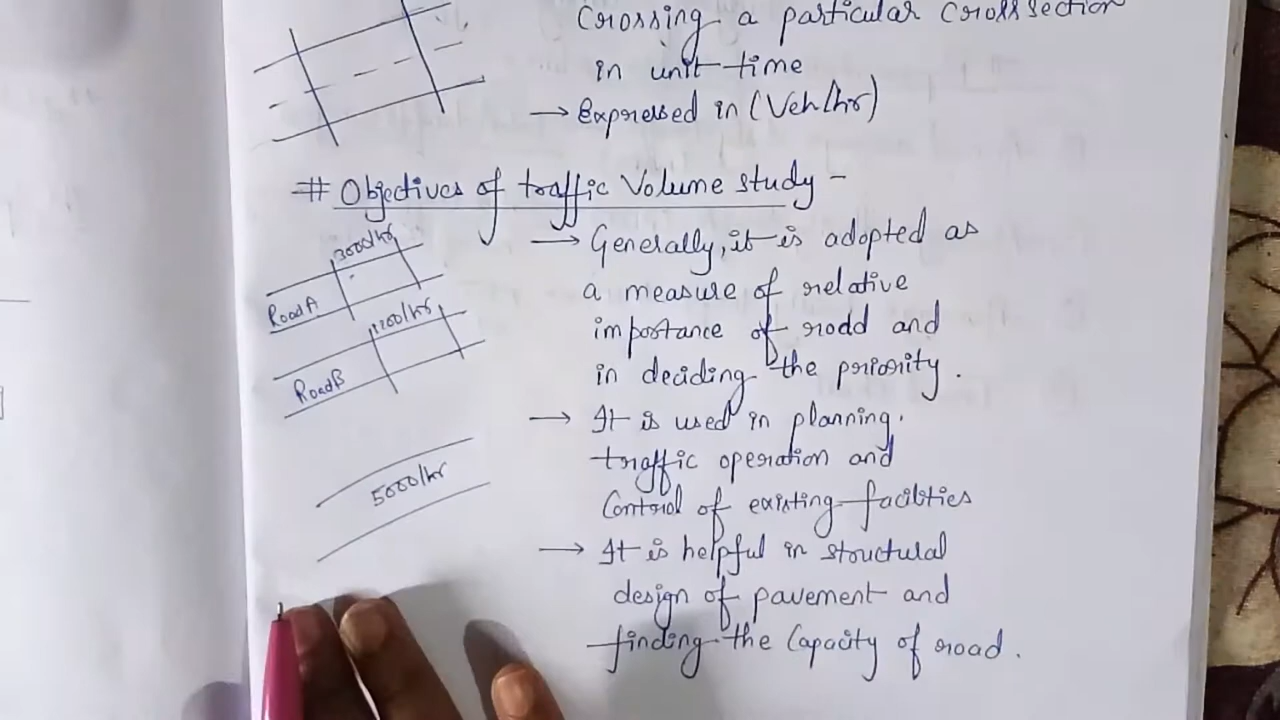 Crossing a particular cross section
in unit time
→ Expressed in (Veh/hr)
# Objectives of traffic Volume study -
→ Generally, it is adopted as
a measure of relative
importance of rodd and
in deciding the priority.
→ It is used in planning.
traffic operation and
Control of existing facilities
→ It is helpful in structural
design of pavement and
finding the Capacity of road.
3000/hr
Road A
1200/hr
Road B
5000/hr